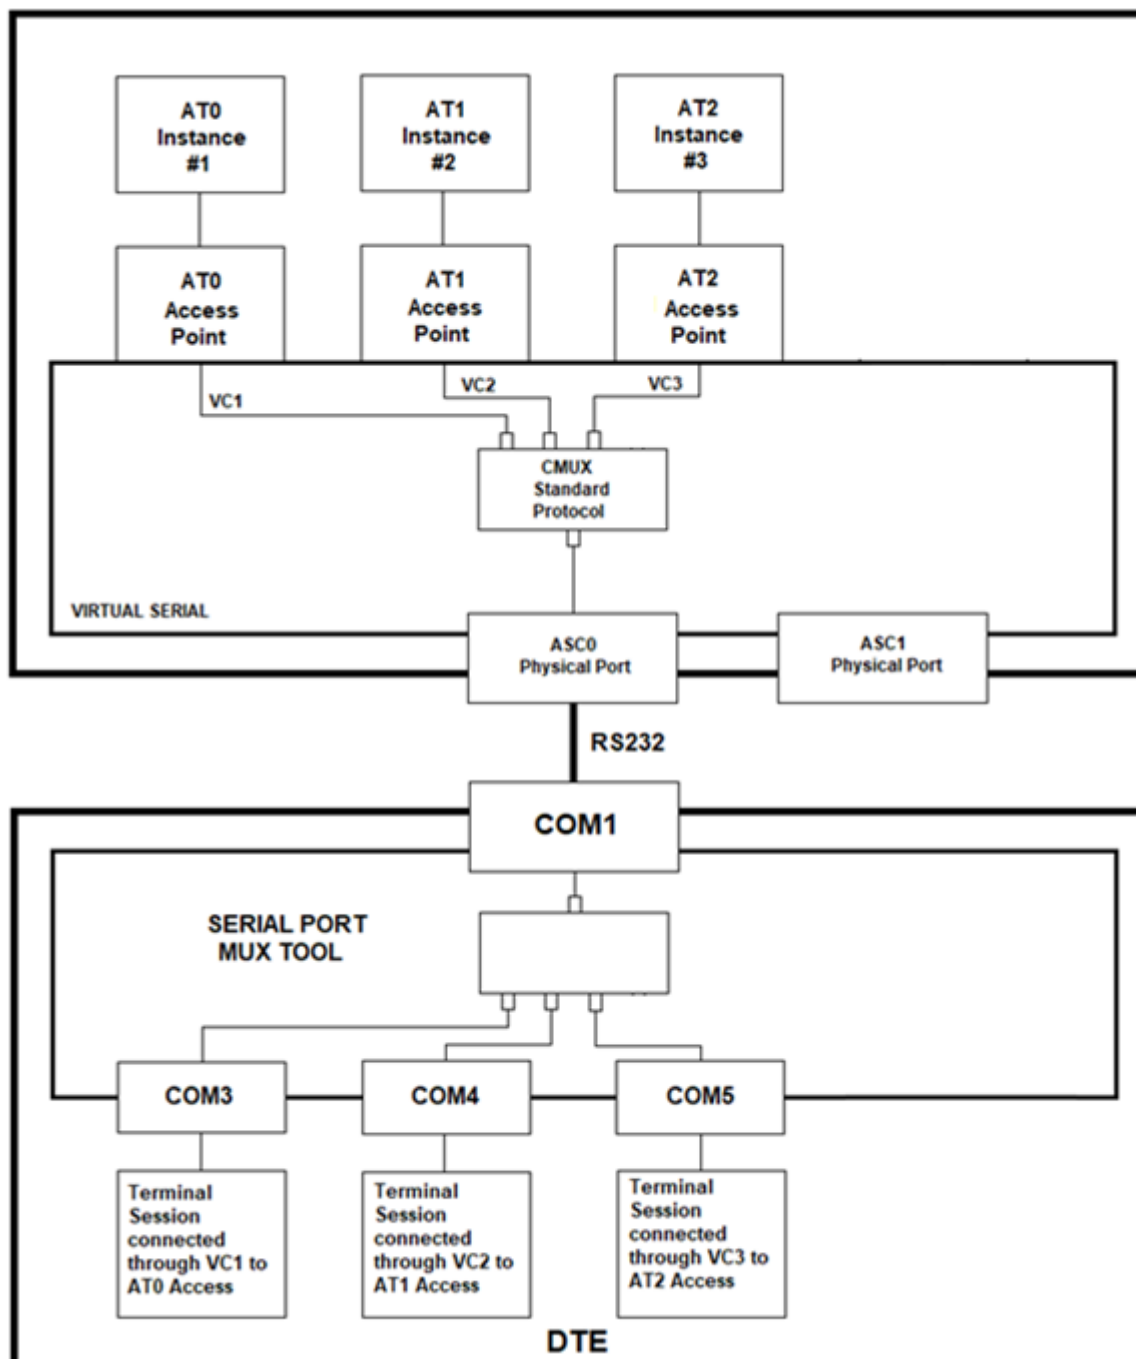 AT0
Instance
#1
AT1
Instance
#2
AT2
Instance
#3
AT0
Access
Point
AT1
Access
Point
AT2
Access
Point
VC1
VC2
VC3
CMUX
Standard
Protocol
VIRTUAL SERIAL
ASC0
Physical Port
ASC1
Physical Port
RS232
COM1
SERIAL PORT
MUX TOOL
COM3
COM4
COM5
Terminal
Session
connected
through VC1 to
AT0 Access
Terminal
Session
connected
through VC2 to
AT1 Access
Terminal
Session
connected
through VC3 to
AT2 Access
DTE